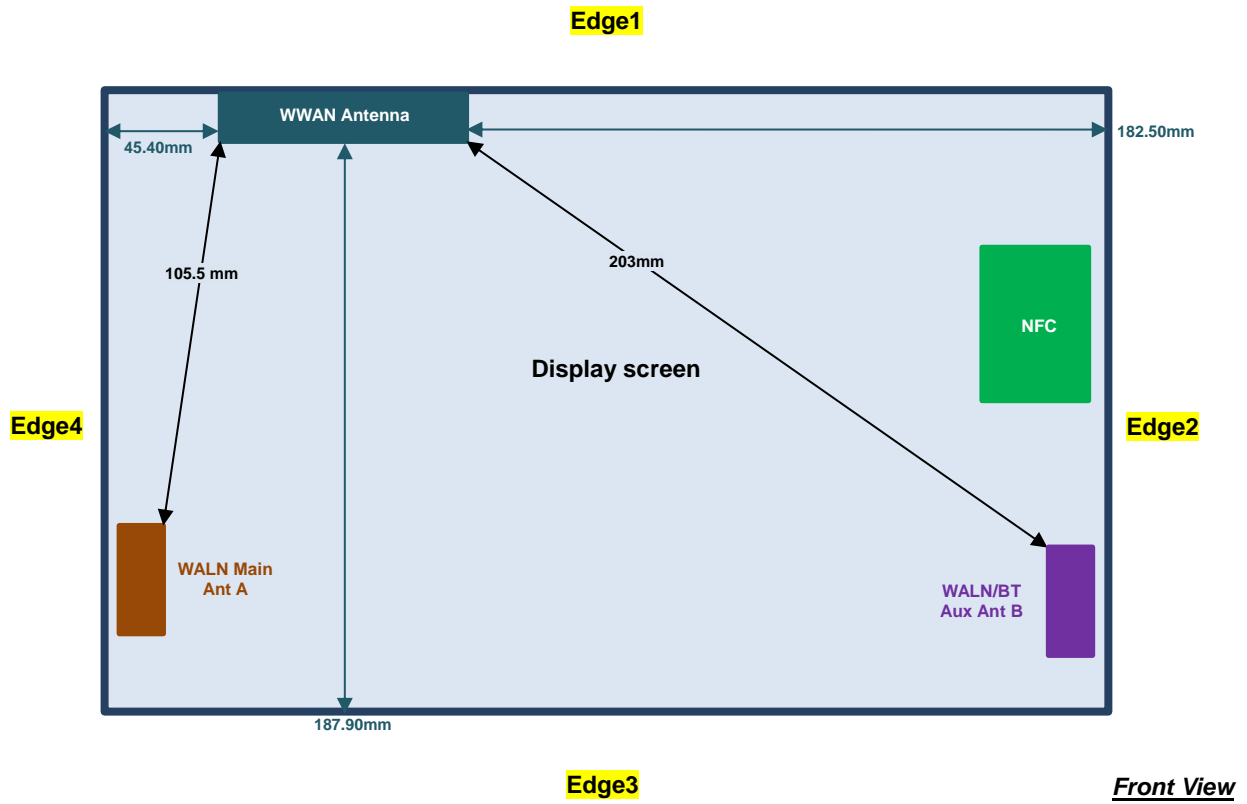 Edge1
WWAN Antenna
45.40mm
182.50mm
105.5 mm
203mm
NFC
Display screen
Edge4
Edge2
WALN Main
Ant A
WALN/BT
Aux Ant B
187.90mm
Edge3
Front View